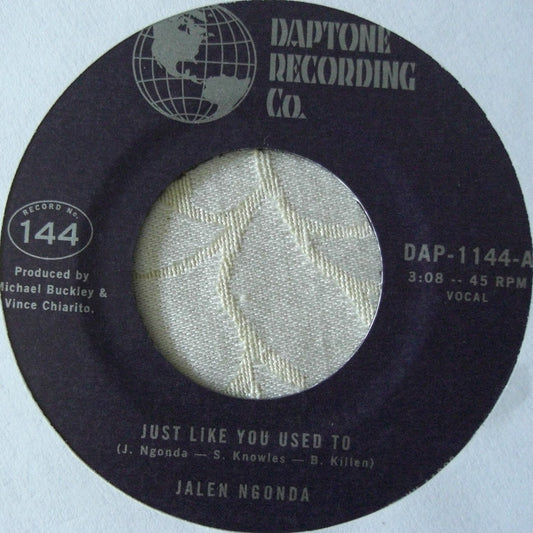 DAPTONE
RECORDING
Co.
RECORD No.
144
Produced by
Michael Buckley &
Vince Chiarito.
DAP-1144-A
3:08 -- 45 RPM
VOCAL
JUST LIKE YOU USED TO
(J. Ngonda — S. Knowles — B. Killen)
JALEN NGONDA